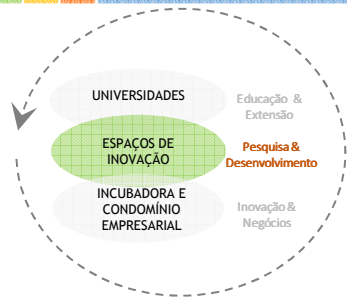 UNIVERSIDADES
Educação &
Extensão
ESPAÇOS DE
INOVAÇÃO
Pesquisa &
Desenvolvimento
INCUBADORA E
CONDOMÍNIO
EMPRESARIAL
Inovação &
Negócios